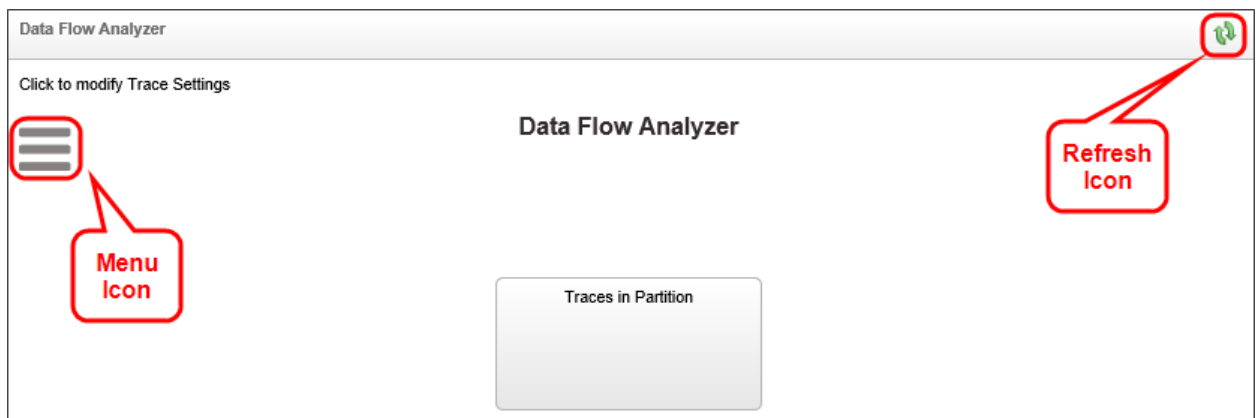 Data Flow Analyzer
Click to modify Trace Settings
Data Flow Analyzer
Refresh
Icon
Menu
Icon
Traces in Partition